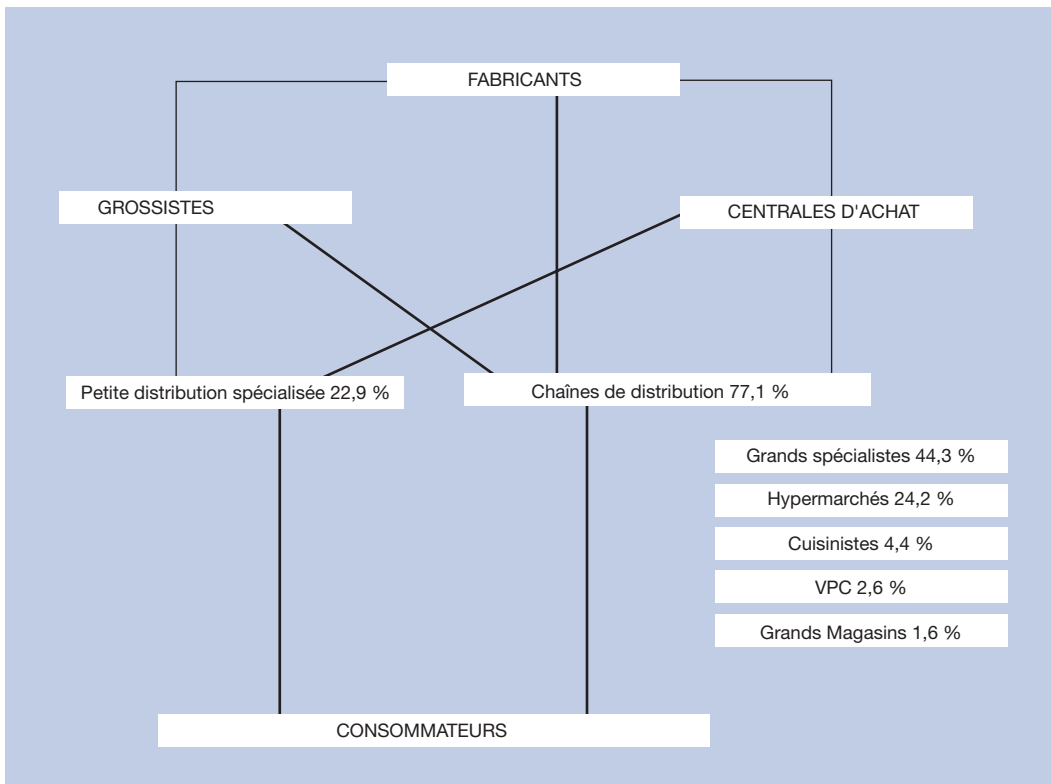 FABRICANTS
GROSSISTES
CENTRALES D'ACHAT
Petite distribution spécialisée 22,9 %
Chaînes de distribution 77,1 %
Grands spécialistes 44,3 %
Hypermarchés 24,2 %
Cuisinistes 4,4 %
VPC 2,6 %
Grands Magasins 1,6 %
CONSOMMATEURS